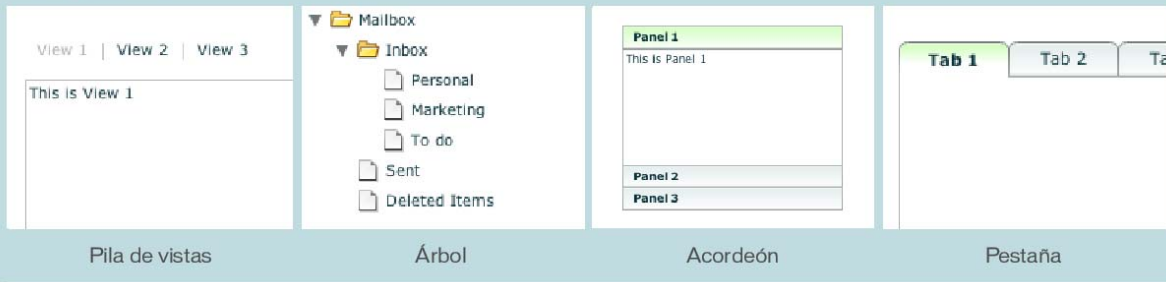 View 1 | View 2 | View 3
This is View 1
Mailbox
Inbox
Personal
Marketing
To do
Sent
Deleted Items
Panel 1
This is Panel 1
Panel 2
Panel 3
Tab 1
Tab 2
Ta
Pila de vistas
Árbol
Acordeón
Pestaña